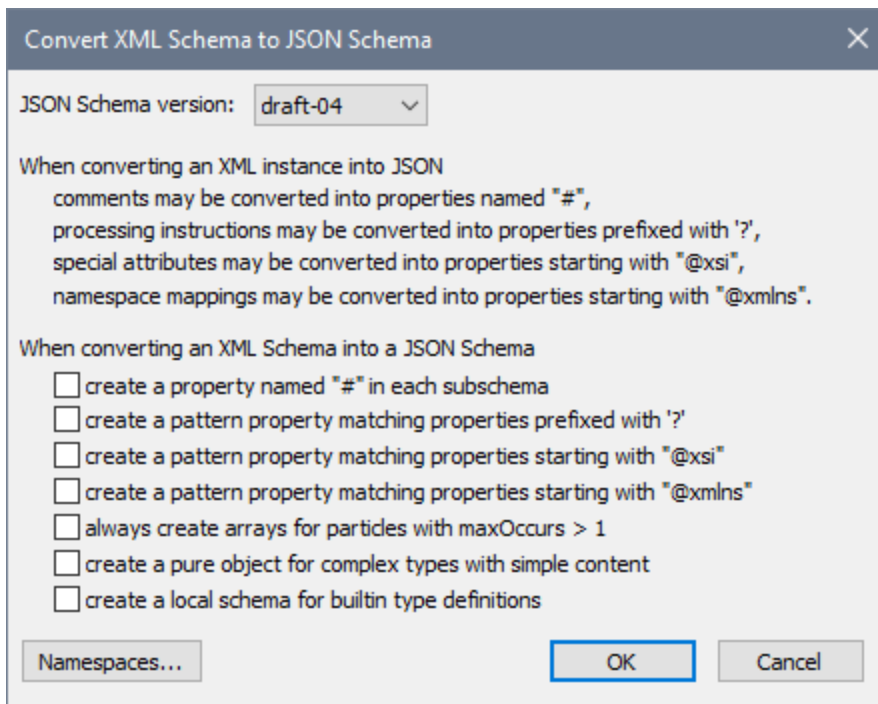 Convert XML Schema to JSON Schema
JSON Schema version: draft-04
When converting an XML instance into JSON
comments may be converted into properties named "#",
processing instructions may be converted into properties prefixed with '?',
special attributes may be converted into properties starting with "@xsi",
namespace mappings may be converted into properties starting with "@xmlns".
When converting an XML Schema into a JSON Schema
create a property named "#" in each subschema
create a pattern property matching properties prefixed with '?'
create a pattern property matching properties starting with "@xsi"
create a pattern property matching properties starting with "@xmlns"
always create arrays for particles with maxOccurs > 1
create a pure object for complex types with simple content
create a local schema for builtin type definitions
Namespaces... OK Cancel